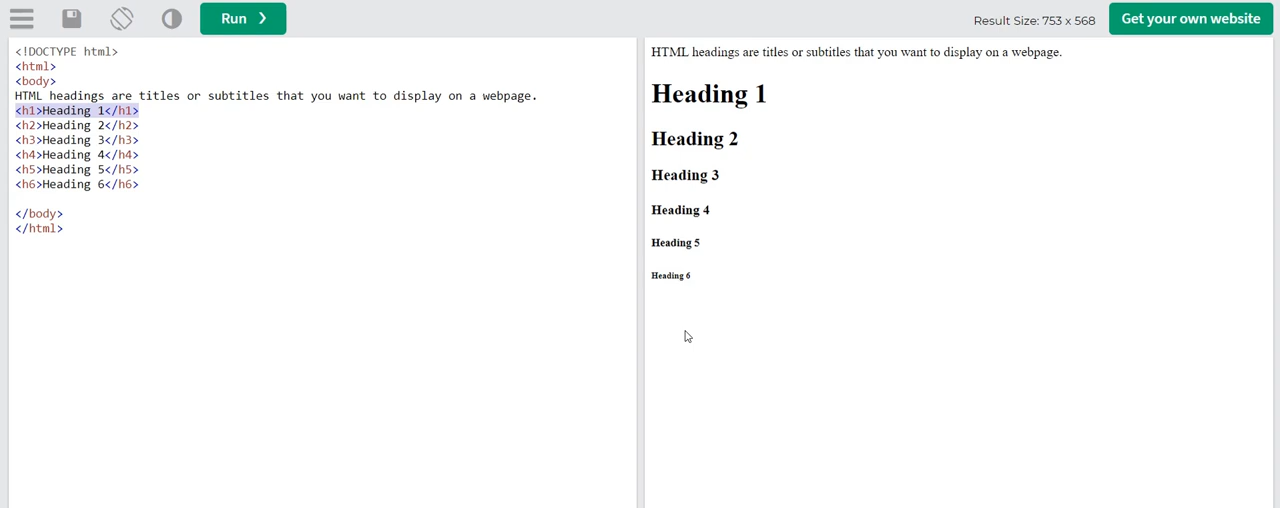 Run ❯
Result Size: 753 x 568
Get your own website
<!DOCTYPE html>
<html>
<body>
HTML headings are titles or subtitles that you want to display on a webpage.
<h1>Heading 1</h1>
<h2>Heading 2</h2>
<h3>Heading 3</h3>
<h4>Heading 4</h4>
<h5>Heading 5</h5>
<h6>Heading 6</h6>
</body>
</html>
HTML headings are titles or subtitles that you want to display on a webpage.
Heading 1
Heading 2
Heading 3
Heading 4
Heading 5
Heading 6